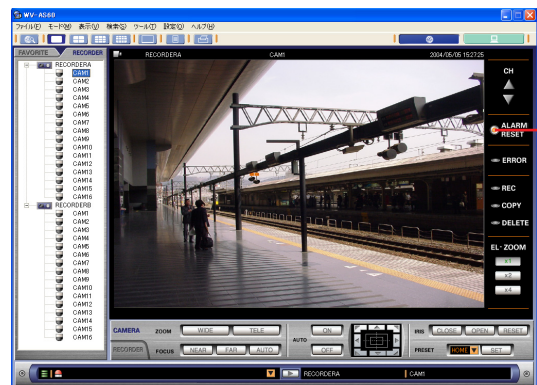 WV-AS60
ファイル(F) モード(M) 表示(V) 検索(S) ツール(T) 設定(O) ヘルプ(H)
FAVORITE RECORDER
RECORDERA CAM1 2004/05/05 15:27:25
RECORDERA
CAM1
CAM2
CAM3
CAM4
CAM5
CAM6
CAM7
CAM8
CAM9
CAM10
CAM11
CAM12
CAM13
CAM14
CAM15
CAM16
RECORDERB
CAM1
CAM2
CAM3
CAM4
CAM5
CAM6
CAM7
CAM8
CAM9
CAM10
CAM11
CAM12
CAM13
CAM14
CAM15
CAM16
CH
ALARM
RESET
ERROR
REC
COPY
DELETE
EL-ZOOM
x1
x2
x4
CAMERA ZOOM WIDE TELE AUTO ON IRIS CLOSE OPEN RESET
RECORDER FOCUS NEAR FAR AUTO OFF PRESET HOME SET
RECORDERA CAM1